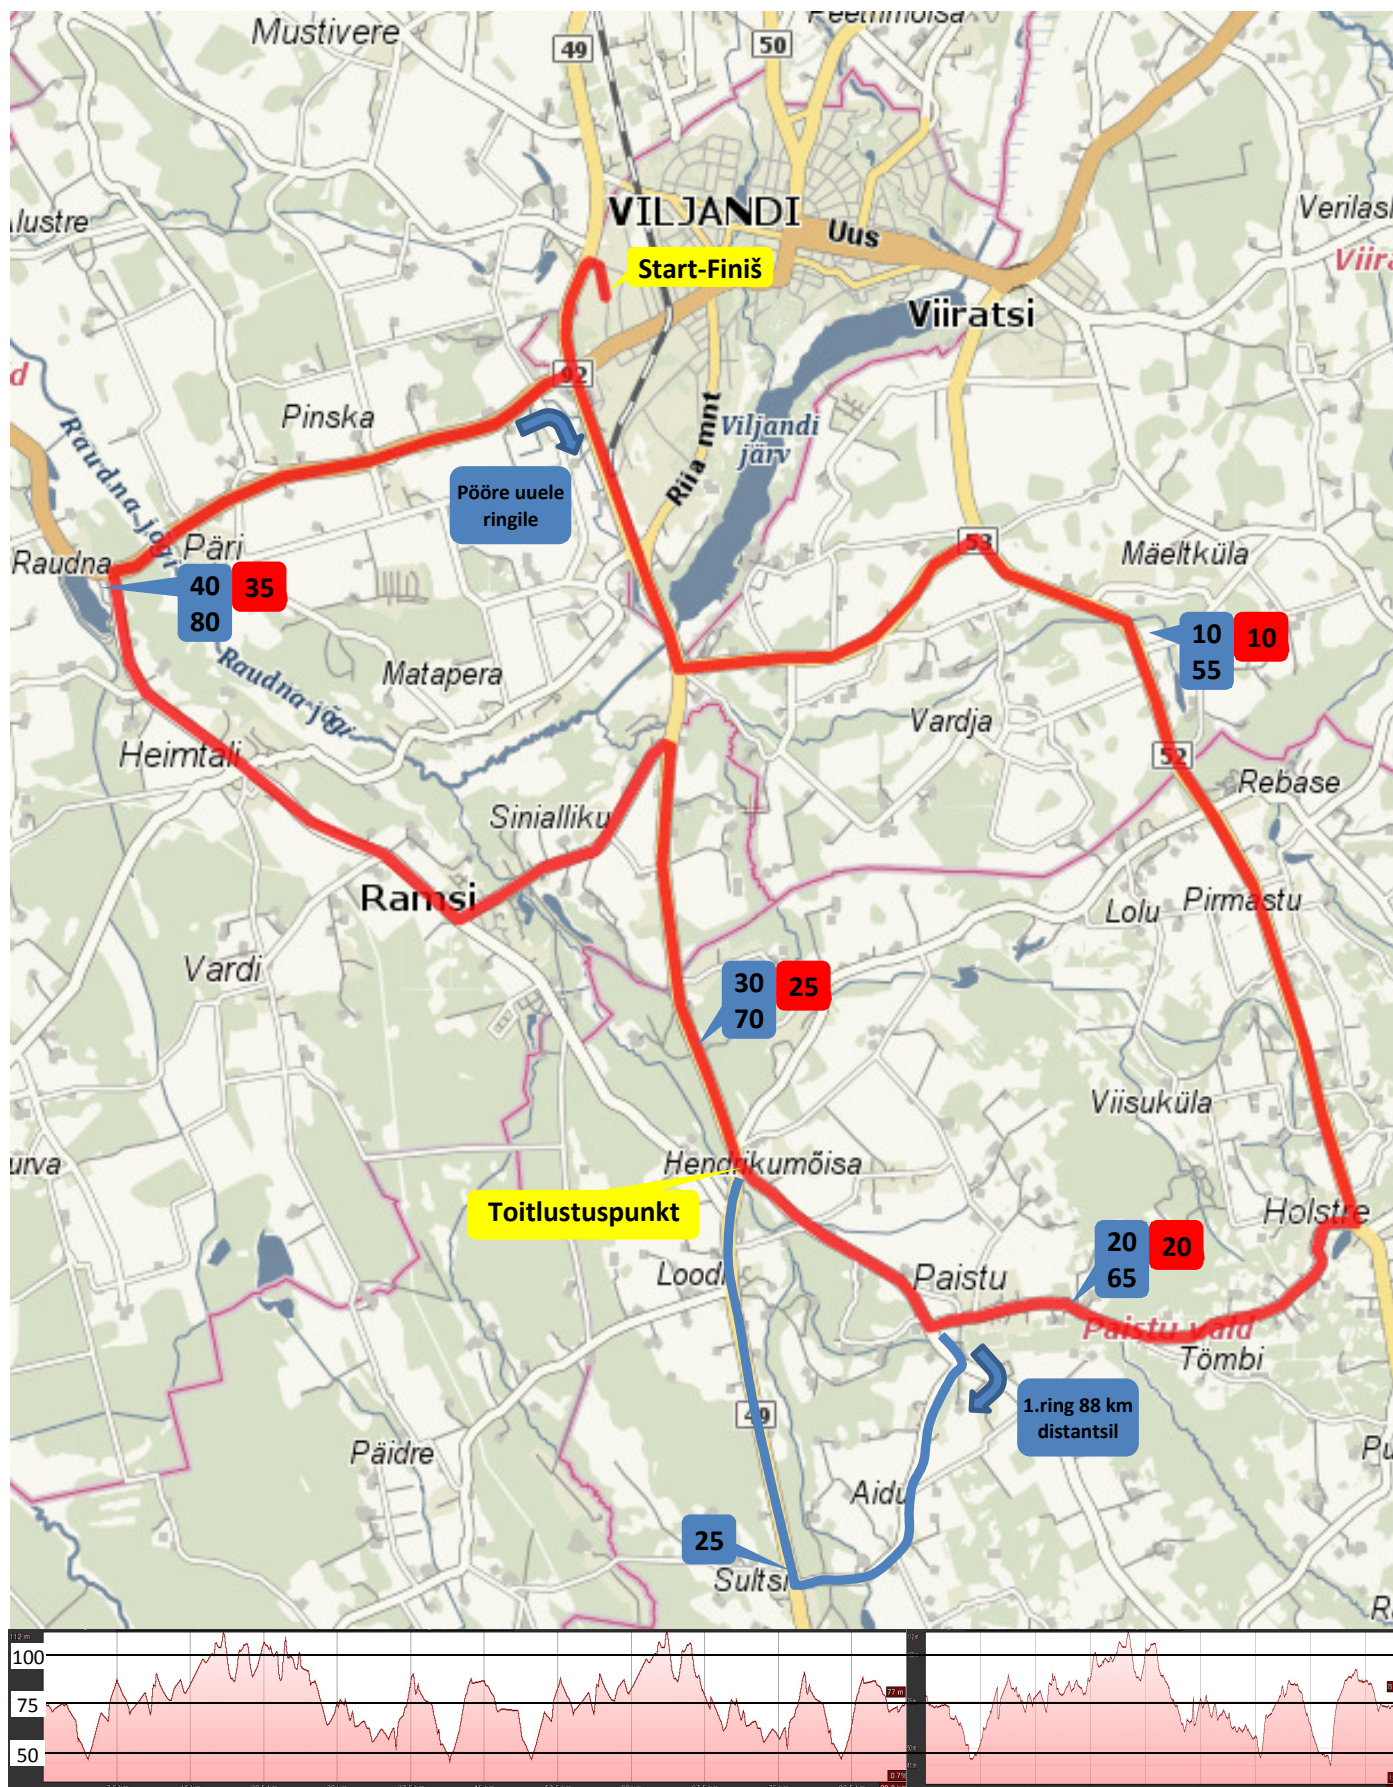 Mustivere
49
50
VILJANDI
Uus
Start-Finiš
Viiratsi
92
Pinska
Raudna jõgi
Riia mnt
Viljandi
järv
Pööre uuele
ringile
Päri
Raudna
40
80
35
53
Mäeltküla
10
55
10
Raudna jõgi
Matapera
Vardja
52
Heimtali
Rebase
Sinialliku
Ramsi
Lolu
Pirmastu
Vardi
30
70
25
Viisuküla
Hendrikumõisa
Toitlustuspunkt
Holstre
20
65
20
Loodi
Paistu
Paistu vald
Tömbi
1.ring 88 km
distantsil
49
Päidre
Aidu
25
Sultsi
100
75
50
77 m